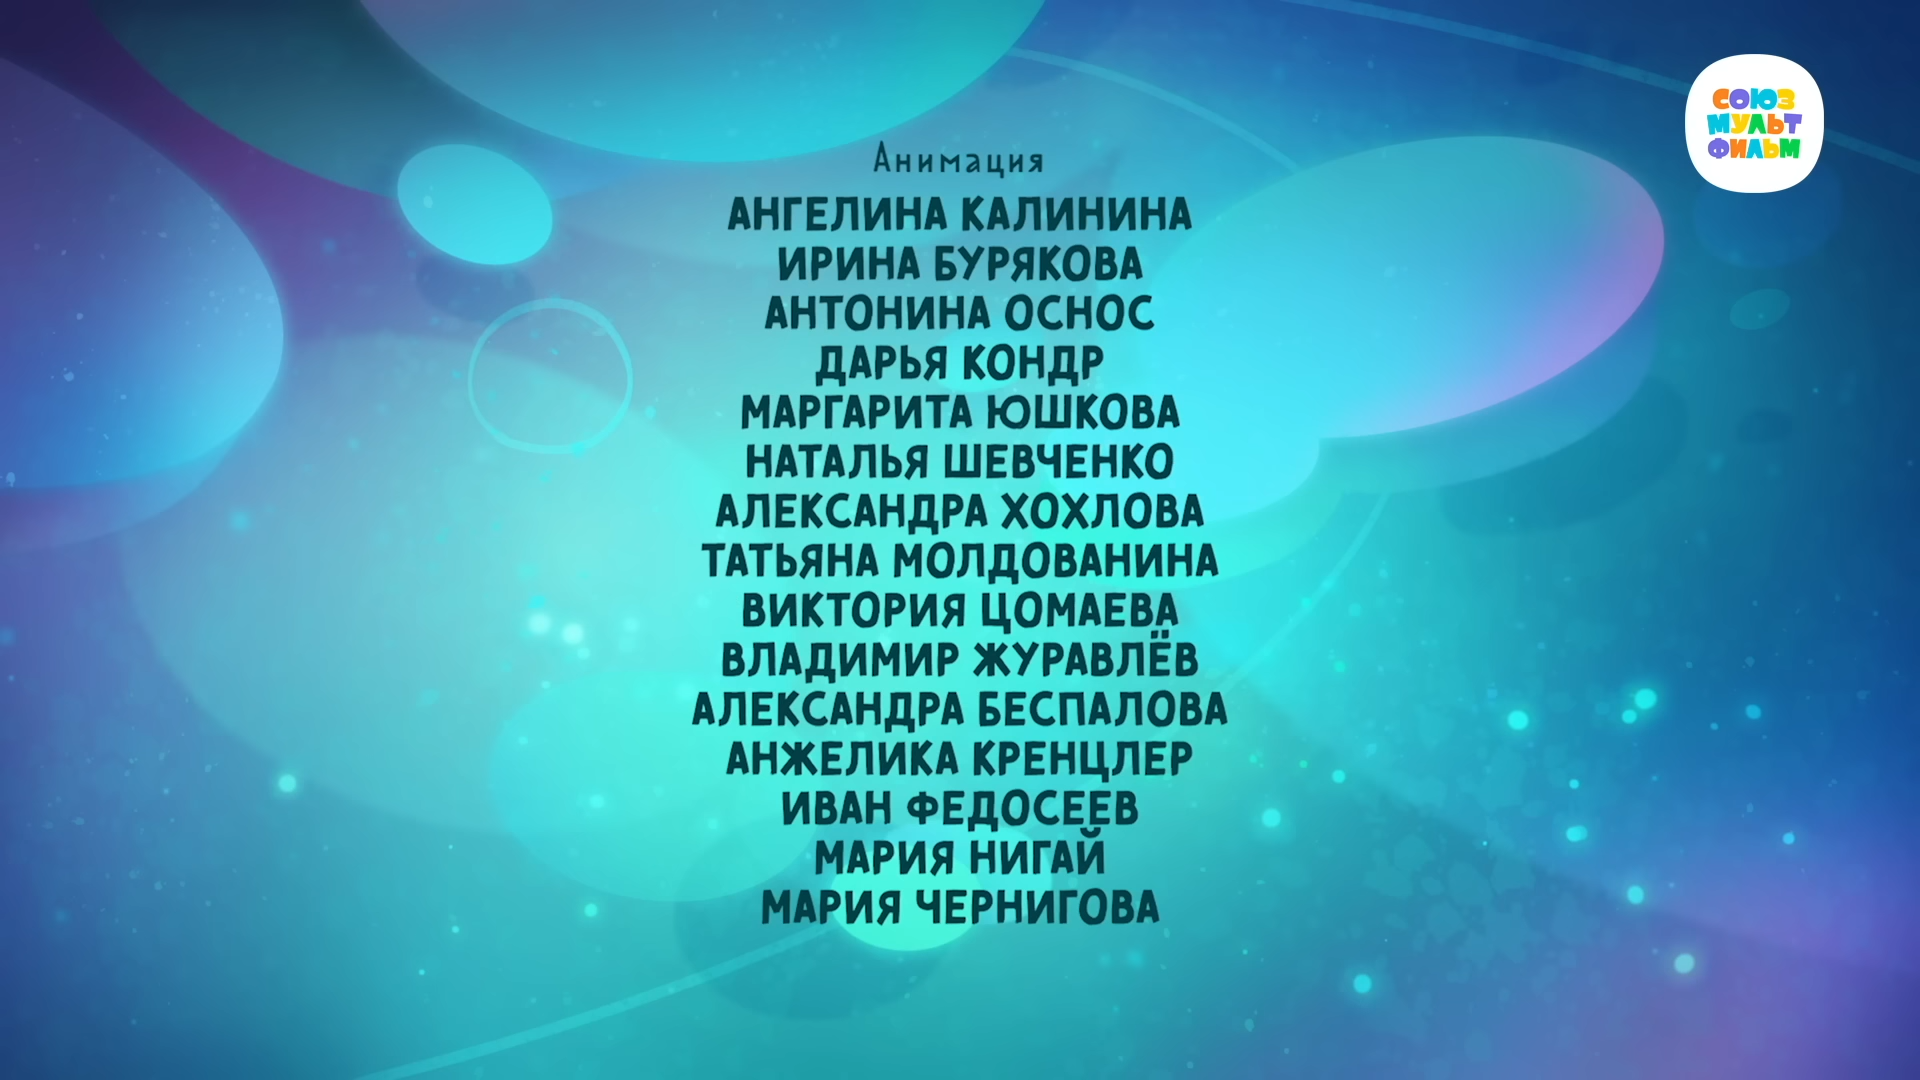 Анимация
АНГЕЛИНА КАЛИНИНА
ИРИНА БУРЯКОВА
АНТОНИНА ОСНОС
ДАРЬЯ КОНДР
МАРГАРИТА ЮШКОВА
НАТАЛЬЯ ШЕВЧЕНКО
АЛЕКСАНДРА ХОХЛОВА
ТАТЬЯНА МОЛДОВАНИНА
ВИКТОРИЯ ЦОМАЕВА
ВЛАДИМИР ЖУРАВЛЁВ
АЛЕКСАНДРА БЕСПАЛОВА
АНЖЕЛИКА КРЕНЦЛЕР
ИВАН ФЕДОСЕЕВ
МАРИЯ НИГАЙ
МАРИЯ ЧЕРНИГОВА
СОЮЗ
МУЛЬТ
ФИЛЬМ